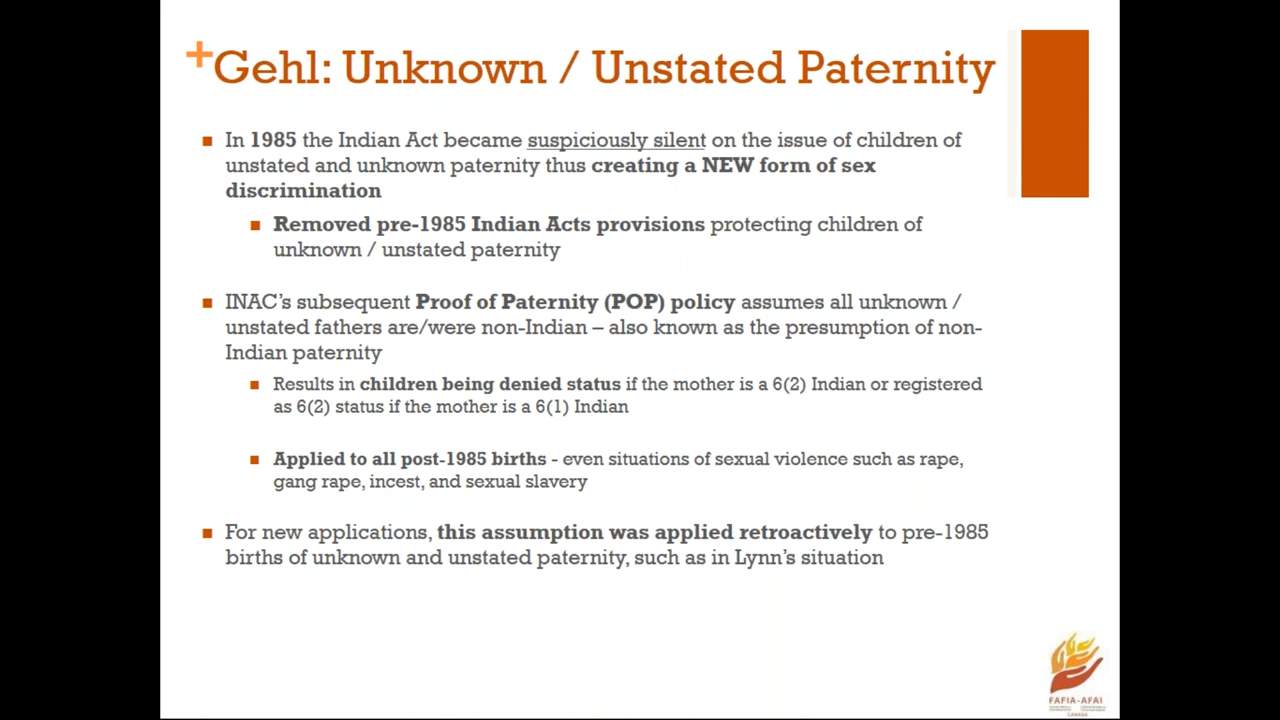 +Gehl: Unknown / Unstated Paternity
In 1985 the Indian Act became suspiciously silent on the issue of children of
unstated and unknown paternity thus creating a NEW form of sex
discrimination
Removed pre-1985 Indian Acts provisions protecting children of
unknown / unstated paternity
INAC’s subsequent Proof of Paternity (POP) policy assumes all unknown /
unstated fathers are/were non-Indian – also known as the presumption of non-
Indian paternity
Results in children being denied status if the mother is a 6(2) Indian or registered
as 6(2) status if the mother is a 6(1) Indian
Applied to all post-1985 births - even situations of sexual violence such as rape,
gang rape, incest, and sexual slavery
For new applications, this assumption was applied retroactively to pre-1985
births of unknown and unstated paternity, such as in Lynn’s situation
FAFIA-AFAI
CANADA